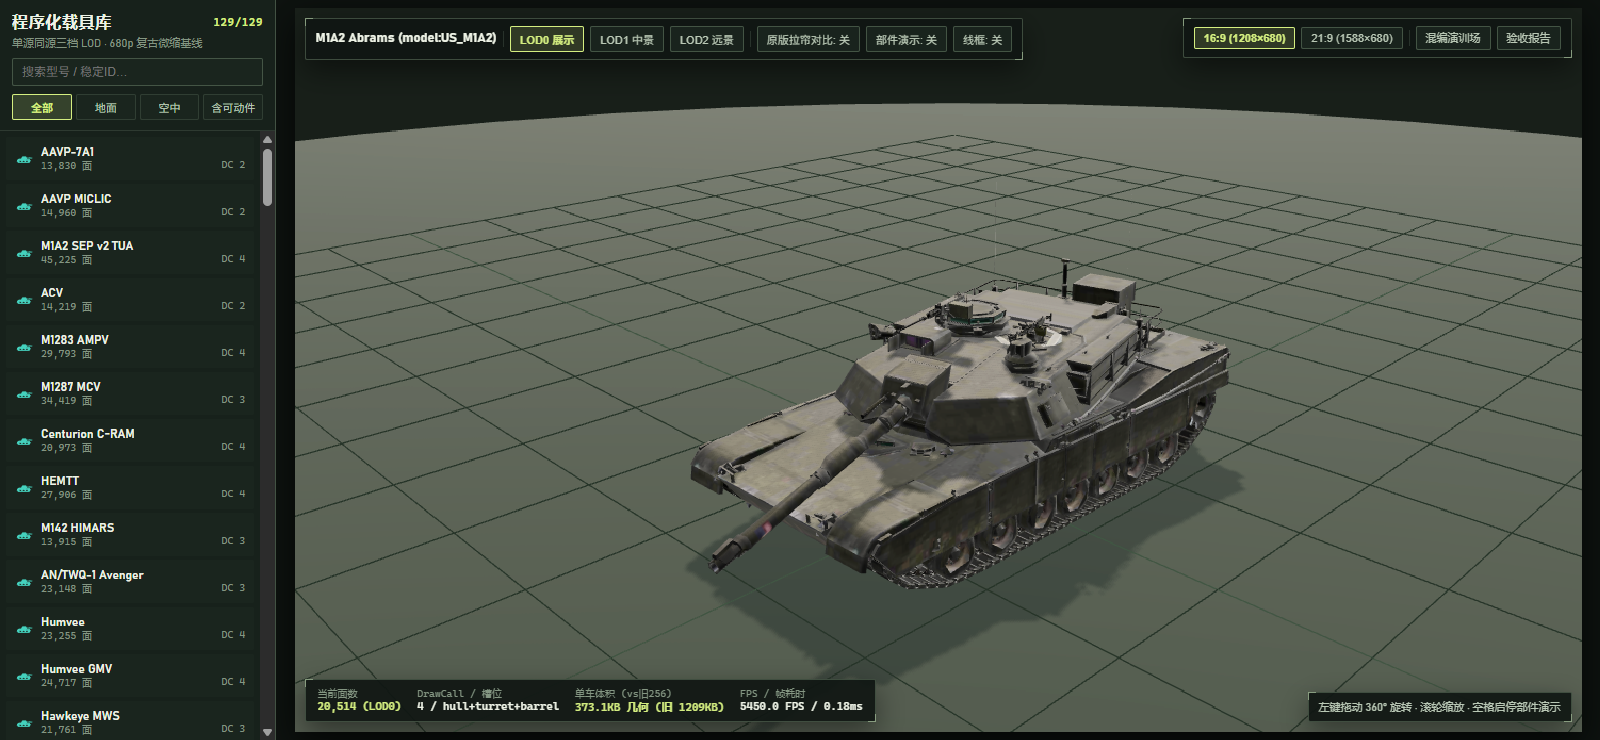 程序化载具库 129/129
单源同源三档 LOD · 680p 复古微缩基线
搜索型号 / 稳定ID...
全部 地面 空中 含可动件
AAVP-7A1
13,830 面 DC 2
AAVP MICLIC
14,960 面 DC 2
M1A2 SEP v2 TUA
45,225 面 DC 4
ACV
14,219 面 DC 2
M1283 AMPV
29,793 面 DC 4
M1287 MCV
34,419 面 DC 3
Centurion C-RAM
20,973 面 DC 4
HEMTT
27,906 面 DC 4
M142 HIMARS
13,915 面 DC 3
AN/TWQ-1 Avenger
23,148 面 DC 3
Humvee
23,255 面 DC 4
Humvee GMV
24,717 面 DC 4
Hawkeye MWS
21,761 面 DC 3
M1A2 Abrams (model:US_M1A2) LOD0 展示 LOD1 中景 LOD2 远景 原版拉帘对比: 关 部件演示: 关 线框: 关
16:9 (1208×680) 21:9 (1588×680) 混编演训场 验收报告
当前面数 DrawCall / 槽位 单车体积 (vs旧256) FPS / 帧耗时
20,514 (LOD0) 4 / hull+turret+barrel 373.1KB 几何 (旧 1209KB) 5450.0 FPS / 0.18ms
左键拖动 360° 旋转 · 滚轮缩放 · 空格启停部件演示